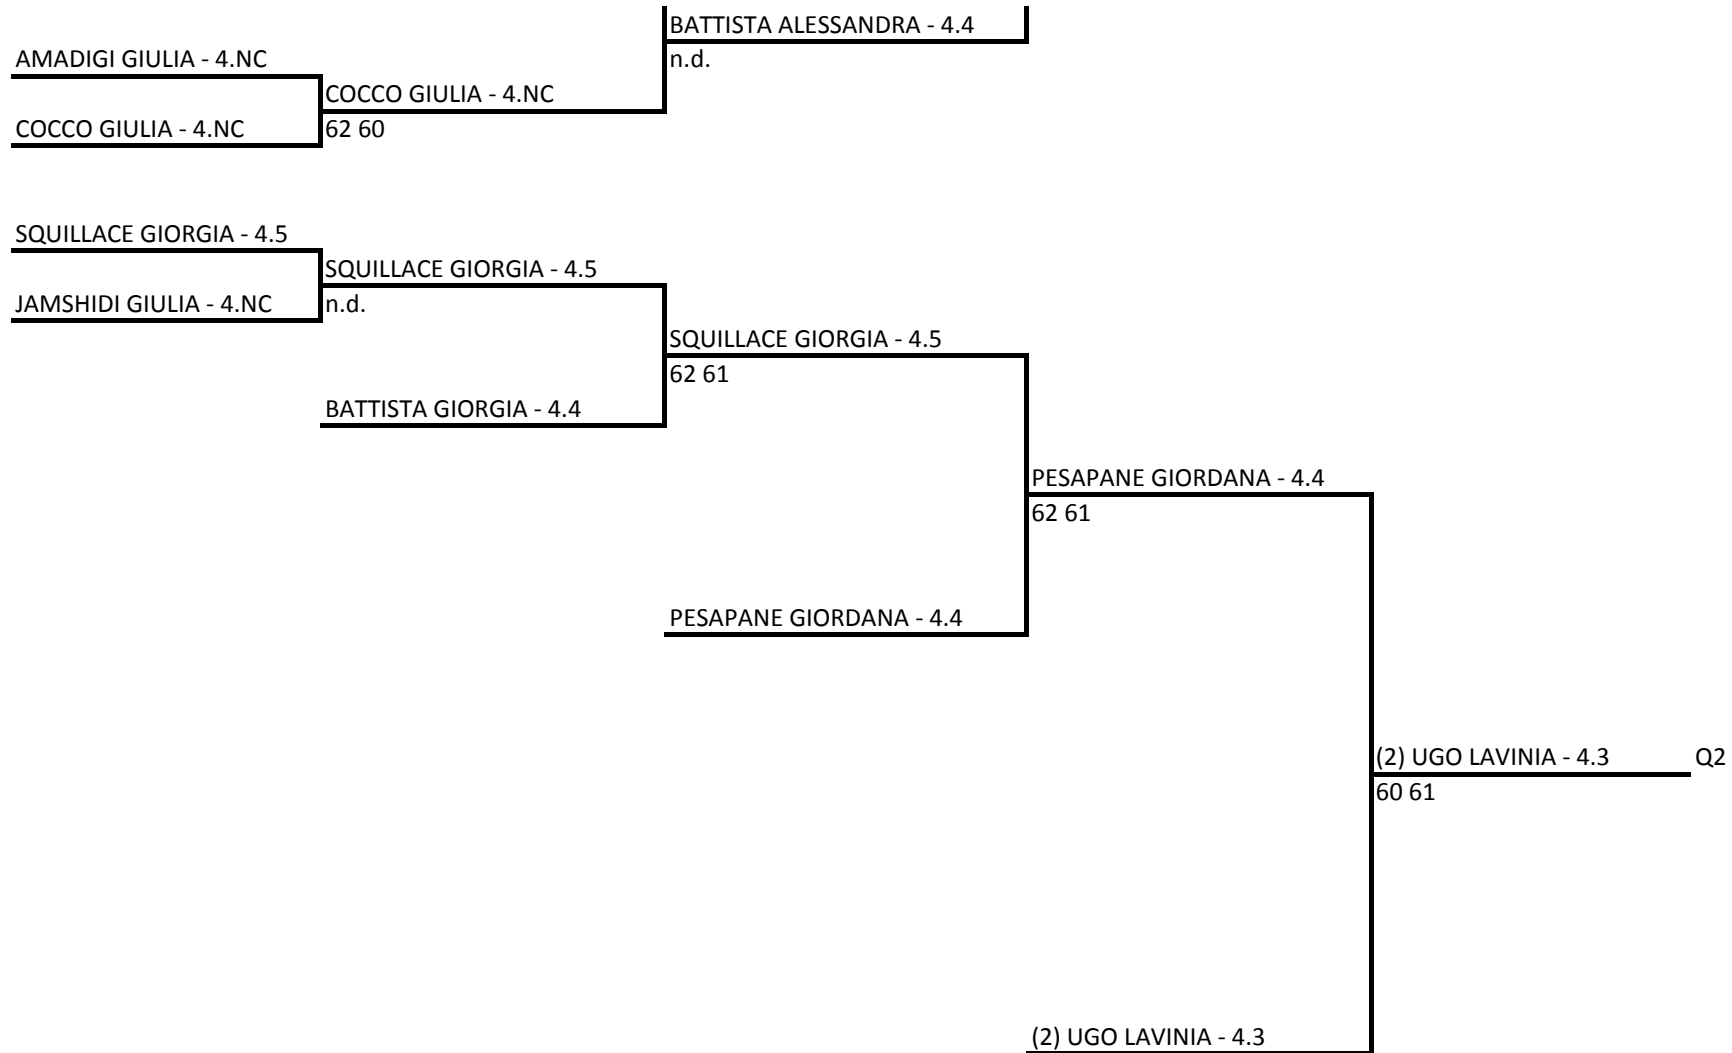 BATTISTA ALESSANDRA - 4.4
AMADIGI GIULIA - 4.NC
n.d.
COCCO GIULIA - 4.NC
COCCO GIULIA - 4.NC
62 60
SQUILLACE GIORGIA - 4.5
SQUILLACE GIORGIA - 4.5
JAMSHIDI GIULIA - 4.NC
n.d.
SQUILLACE GIORGIA - 4.5
62 61
BATTISTA GIORGIA - 4.4
PESAPANE GIORDANA - 4.4
62 61
PESAPANE GIORDANA - 4.4
(2) UGO LAVINIA - 4.3
Q2
60 61
(2) UGO LAVINIA - 4.3